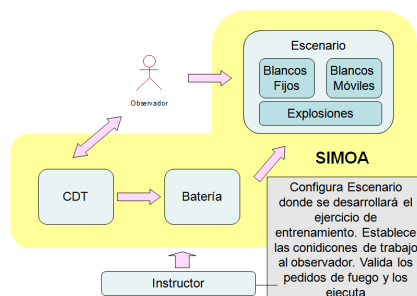 Escenario
Blancos
Fijos
Blancos
Móviles
Explosiones
Observador
SIMOA
CDT
Batería
Configura Escenario
donde se desarrollará el
ejercicio de
entrenamiento. Establece
las conidicones de trabajo
al observador. Valida los
pedidos de fuego y los
ejecuta
Instructor